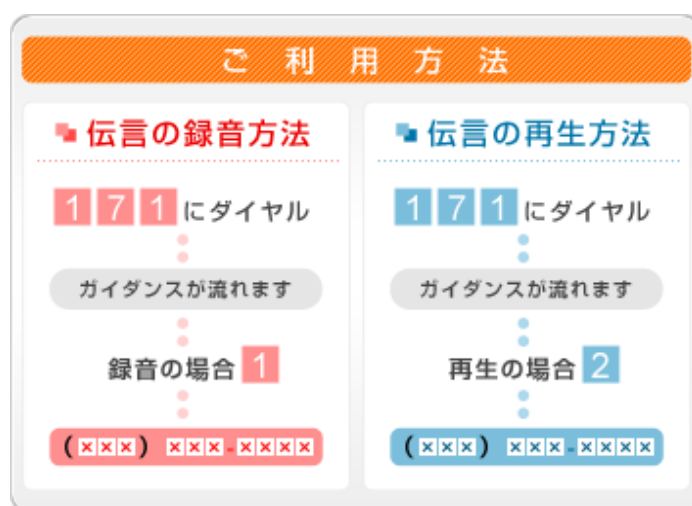 ご利用方法
伝言の録音方法
171にダイヤル
ガイダンスが流れます
録音の場合1
(×××) ×××-××××
伝言の再生方法
171にダイヤル
ガイダンスが流れます
再生の場合2
(×××) ×××-××××